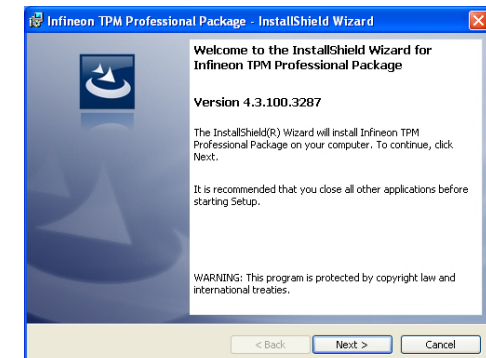 Infineon TPM Professional Package - InstallShield Wizard
Welcome to the InstallShield Wizard for
Infineon TPM Professional Package
Version 4.3.100.3287
The InstallShield(R) Wizard will install Infineon TPM
Professional Package on your computer. To continue, click
Next.
It is recommended that you close all other applications before
starting Setup.
WARNING: This program is protected by copyright law and
international treaties.
< Back Next > Cancel